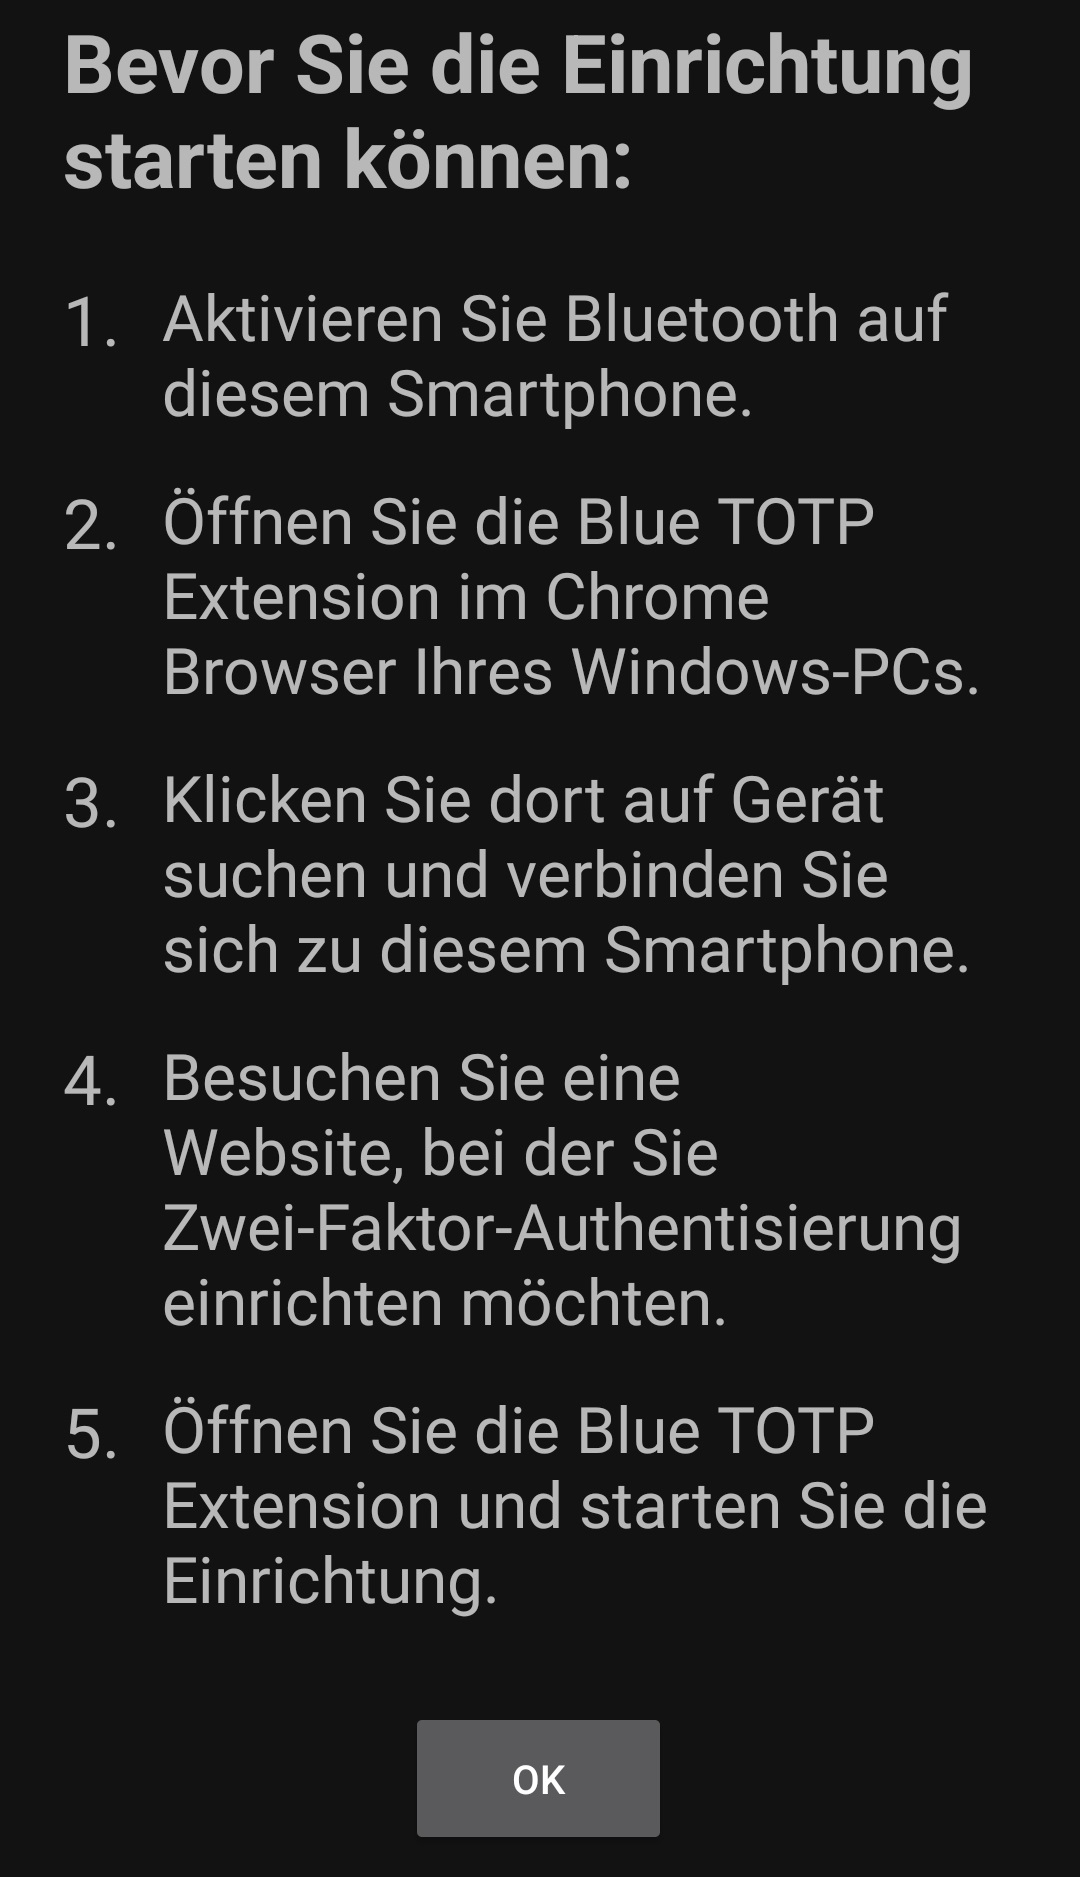 Bevor Sie die Einrichtung
starten können:
1. Aktivieren Sie Bluetooth auf
diesem Smartphone.
2. Öffnen Sie die Blue TOTP
Extension im Chrome
Browser Ihres Windows-PCs.
3. Klicken Sie dort auf Gerät
suchen und verbinden Sie
sich zu diesem Smartphone.
4. Besuchen Sie eine
Website, bei der Sie
Zwei-Faktor-Authentisierung
einrichten möchten.
5. Öffnen Sie die Blue TOTP
Extension und starten Sie die
Einrichtung.
OK